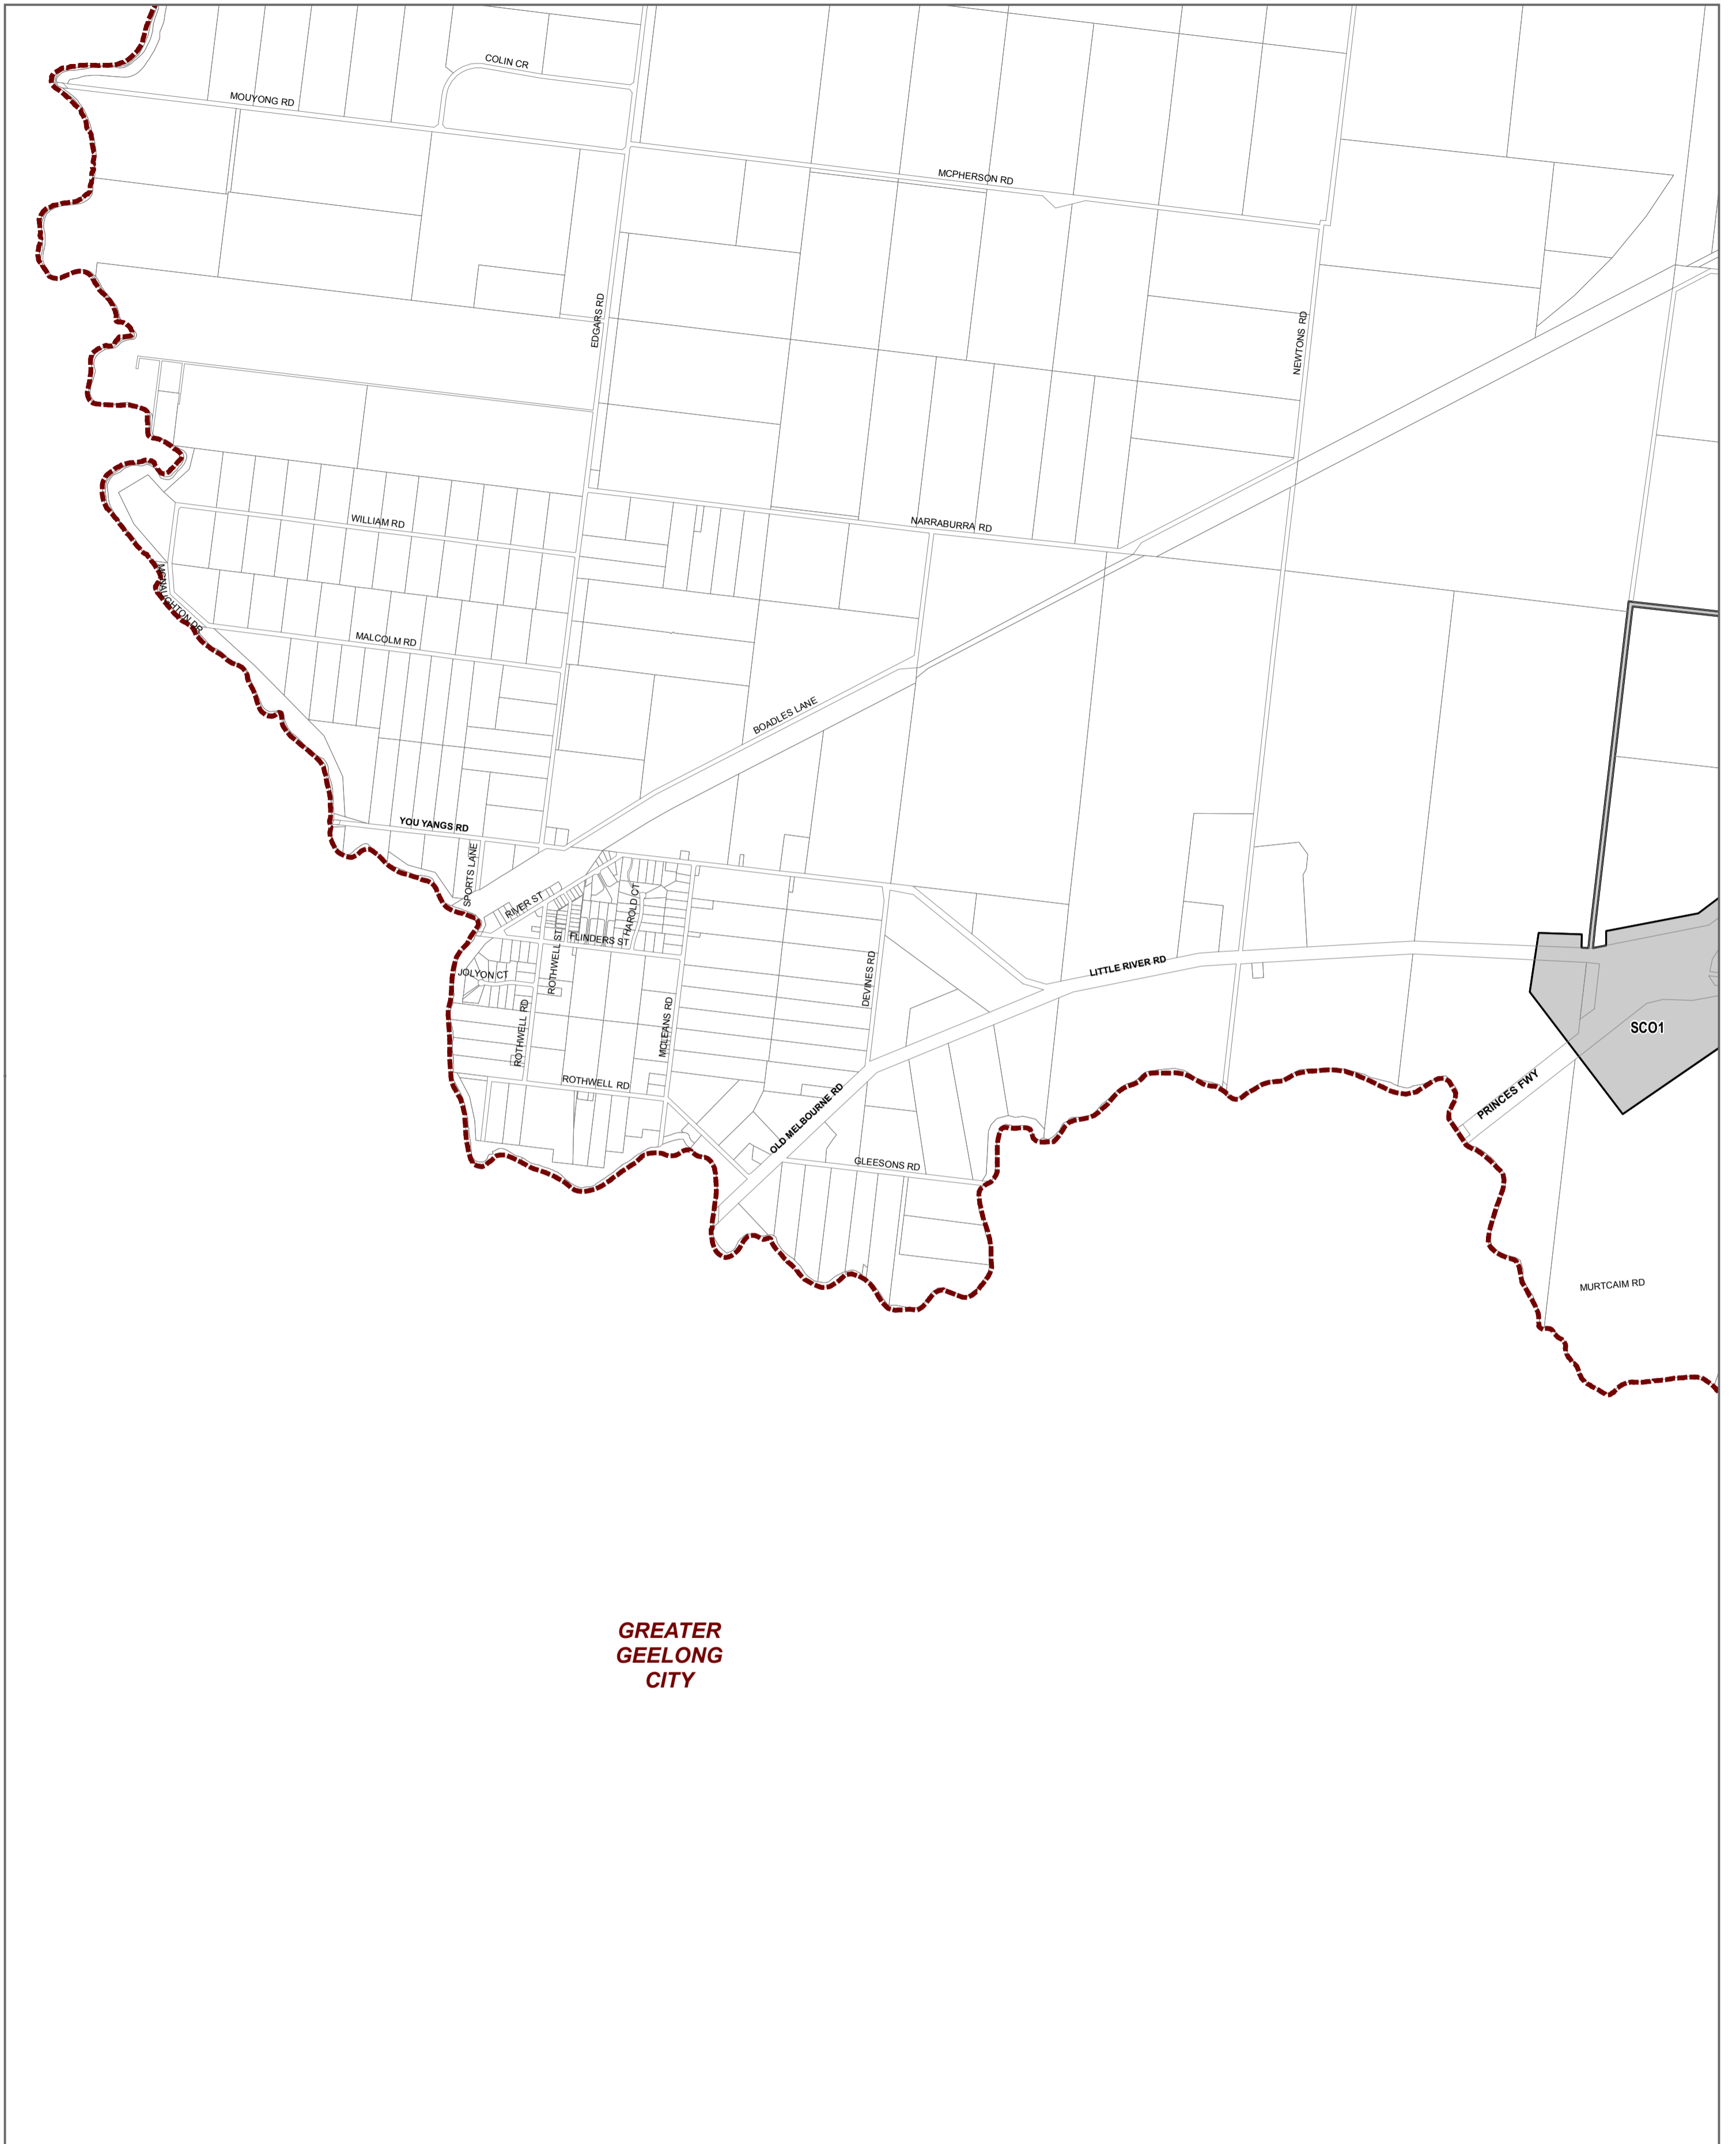 COLIN CR
MOUYONG RD
MCPHERSON RD
EDGARS RD
NEWTONS RD
WILLIAM RD
NARRABURRA RD
MCNAUGHTON DR
MALCOLM RD
BOADLES LANE
YOU YANGS RD
SPORTS LANE
RIVER ST
HAROLD CT
FLINDERS ST
ROTHWELL ST
JOLYON CT
DEVINES RD
LITTLE RIVER RD
ROTHWELL RD
MCLEANS RD
SCO1
ROTHWELL RD
PRINCES FWY
OLD MELBOURNE RD
GLEESONS RD
MURTCAIM RD
GREATER
GEELONG
CITY